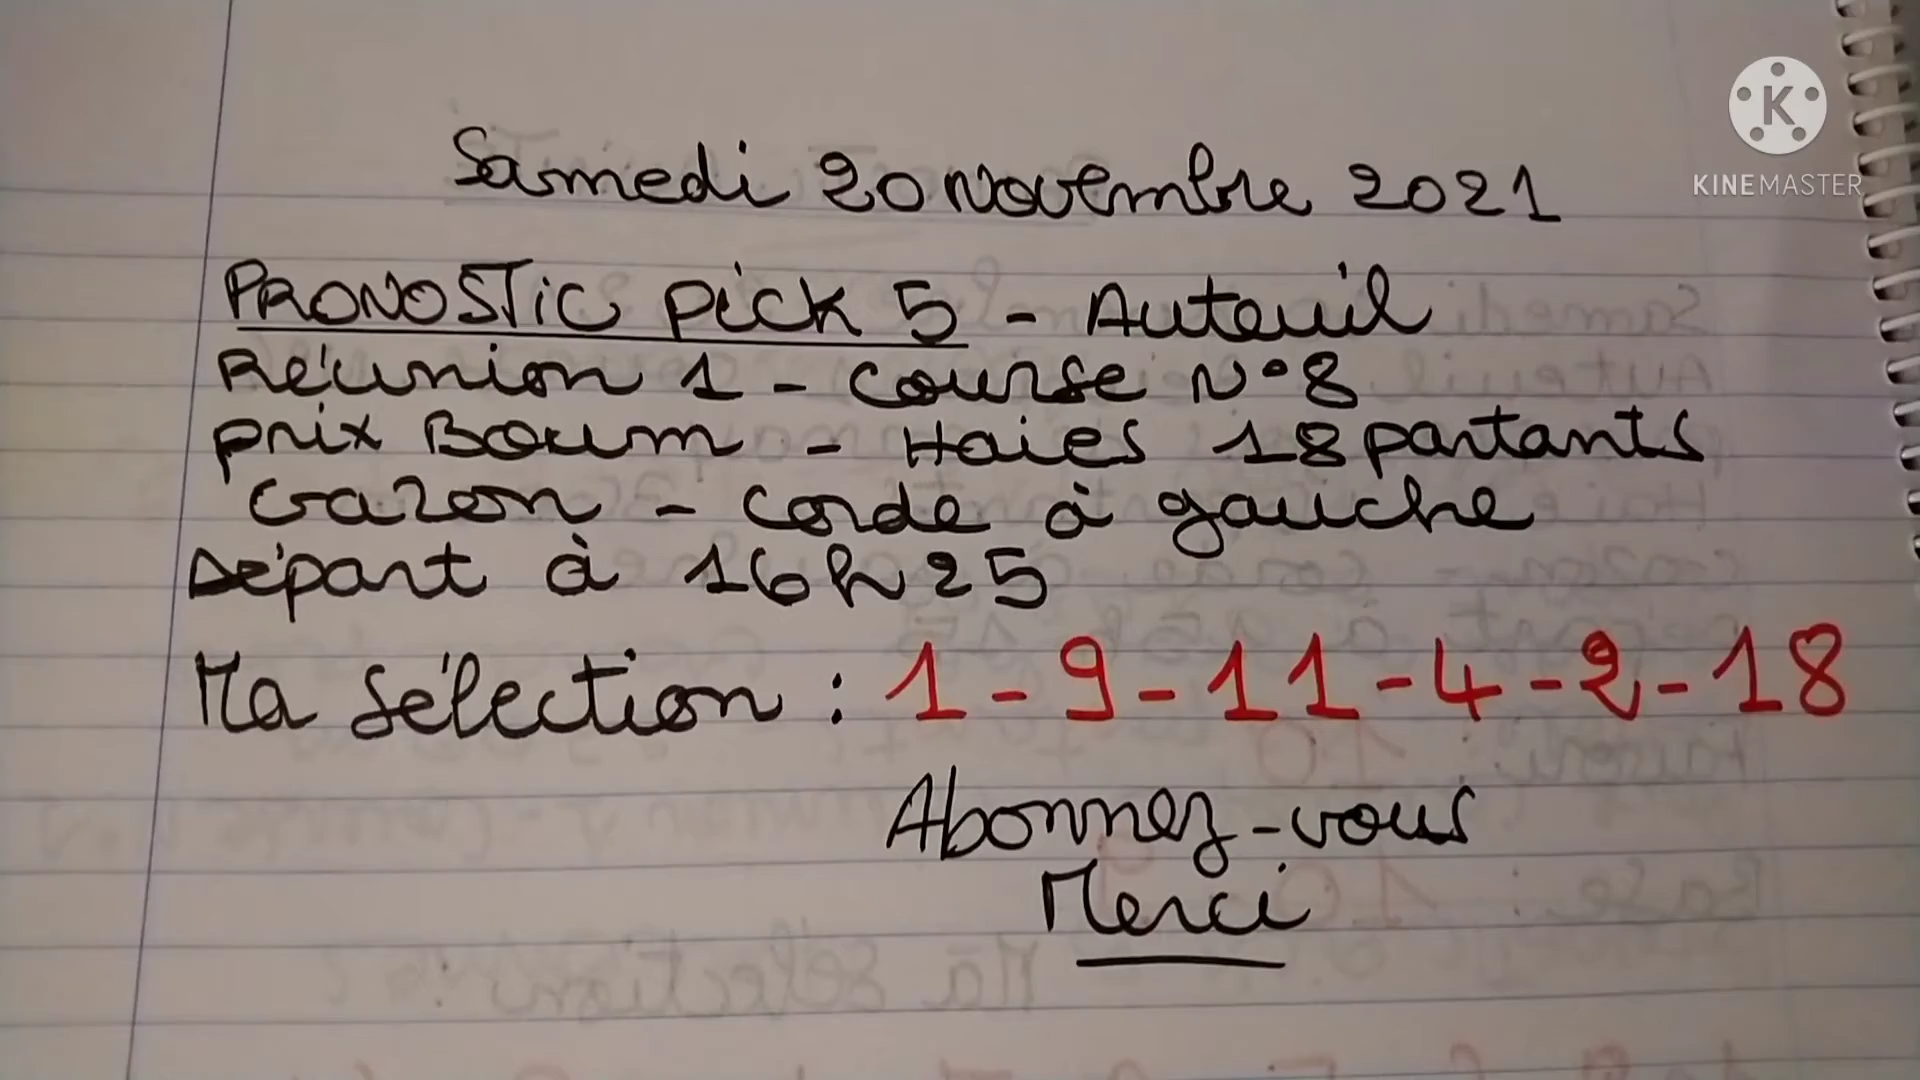 KINEMASTER
Samedi 20 Novembre 2021
PRONOSTIC PICK 5 - Auteuil
Réunion 1 - Course N°8
prix Boum - Haies 18 partants
Gazon - Corde à gauche
Départ à 16h25
Ma Sélection : 1-9-11-4-2-18
Abonnez-vous
Merci